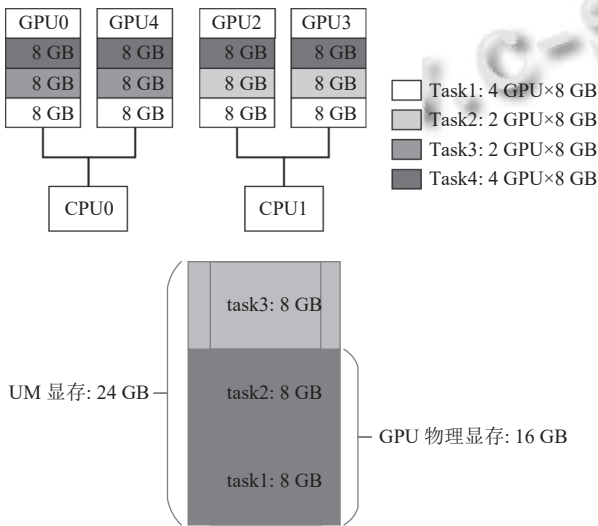 GPU0 GPU4 GPU2 GPU3
8 GB 8 GB 8 GB 8 GB
8 GB 8 GB 8 GB 8 GB
8 GB 8 GB 8 GB 8 GB
CPU0 CPU1
Task1: 4 GPU×8 GB
Task2: 2 GPU×8 GB
Task3: 2 GPU×8 GB
Task4: 4 GPU×8 GB
task3: 8 GB
UM 显存: 24 GB
task2: 8 GB
GPU 物理显存: 16 GB
task1: 8 GB